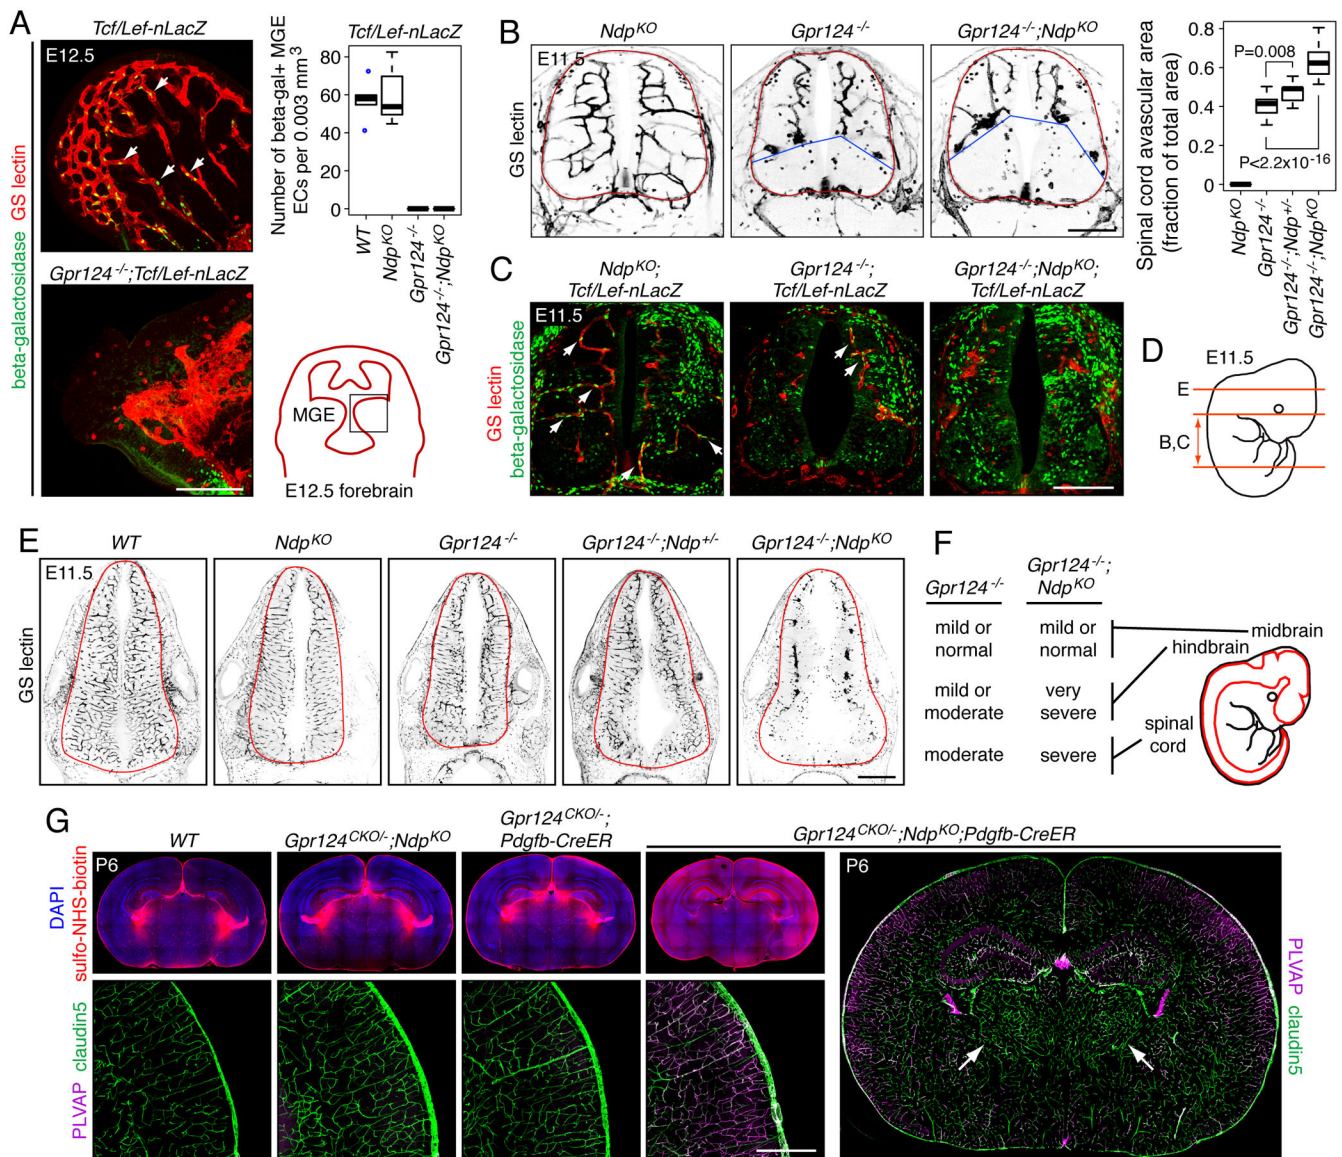 A
Tcf/Lef-nLacZ
E12.5
beta-galactosidase GS lectin
Gpr124-/-;Tcf/Lef-nLacZ
Tcf/Lef-nLacZ
Number of beta-gal+ MGE
ECs per 0.003 mm3
80
60
40
20
0
WT
NdpKO
Gpr124-/-
Gpr124-/-;NdpKO
MGE
E12.5 forebrain
B
NdpKO
Gpr124-/-
Gpr124-/-;NdpKO
E11.5
GS lectin
Spinal cord avascular area
(fraction of total area)
0.8
0.6
0.4
0.2
0
P=0.008
P<2.2x10-16
NdpKO
Gpr124-/-
Gpr124-/-;Ndp+/-
Gpr124-/-;NdpKO
C
NdpKO;
Tcf/Lef-nLacZ
Gpr124-/-;
Tcf/Lef-nLacZ
Gpr124-/-;NdpKO;
Tcf/Lef-nLacZ
E11.5
GS lectin
beta-galactosidase
D
E11.5
E
B,C
E
WT
NdpKO
Gpr124-/-
Gpr124-/-;Ndp+/-
Gpr124-/-;NdpKO
E11.5
GS lectin
F
Gpr124-/-
Gpr124-/-;
NdpKO
mild or
normal
mild or
normal
midbrain
hindbrain
mild or
moderate
very
severe
spinal
cord
moderate
severe
G
WT
Gpr124CKO/-;NdpKO
Gpr124CKO/-;
Pdgfb-CreER
Gpr124CKO/-;NdpKO;Pdgfb-CreER
P6
DAPI
sulfo-NHS-biotin
PLVAP claudin5
P6
PLVAP claudin5